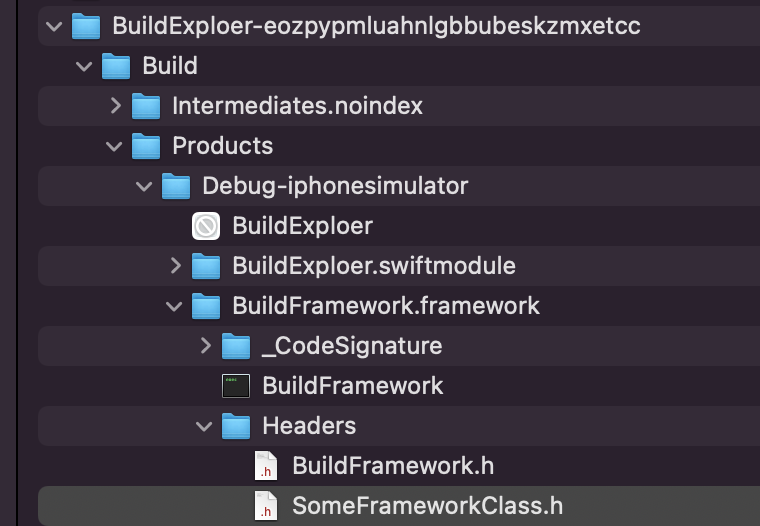 BuildExploer-eozpypmluahnlgbbubeskzmxetcc
Build
Intermediates.noindex
Products
Debug-iphonesimulator
BuildExploer
BuildExploer.swiftmodule
BuildFramework.framework
_CodeSignature
BuildFramework
Headers
.h BuildFramework.h
.h SomeFrameworkClass.h